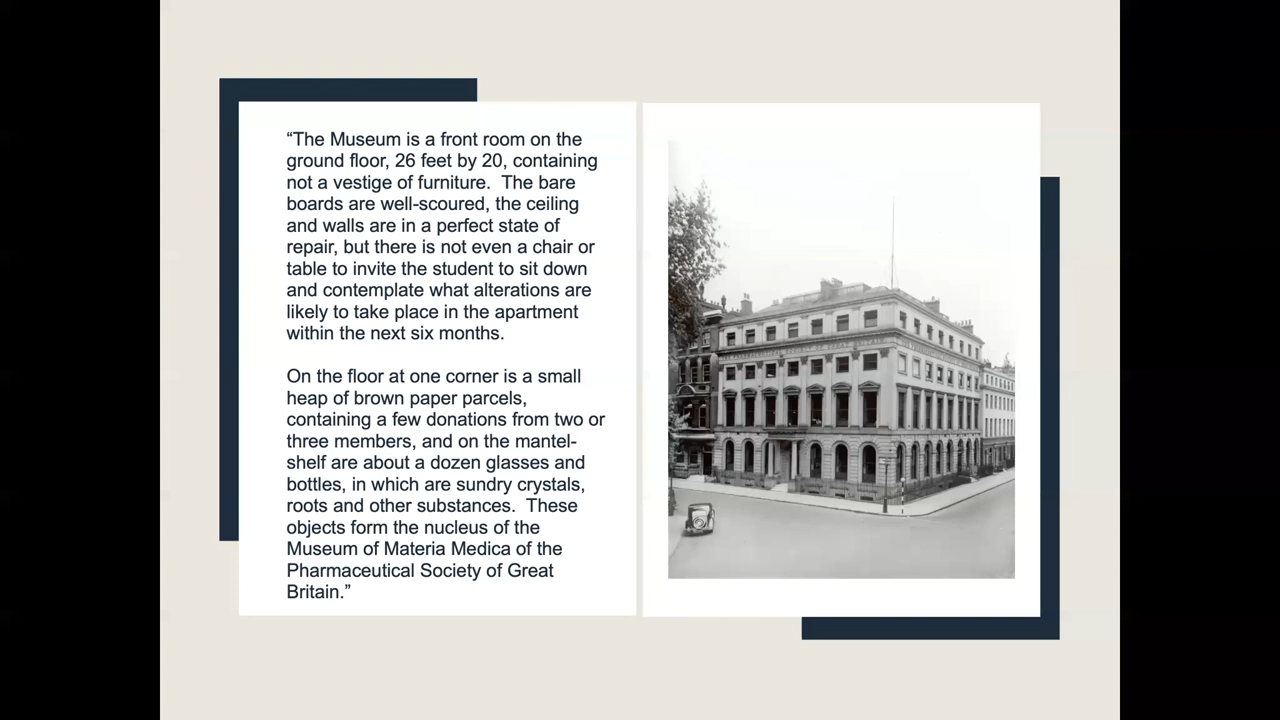 “The Museum is a front room on the
ground floor, 26 feet by 20, containing
not a vestige of furniture.  The bare
boards are well-scoured, the ceiling
and walls are in a perfect state of
repair, but there is not even a chair or
table to invite the student to sit down
and contemplate what alterations are
likely to take place in the apartment
within the next six months.
On the floor at one corner is a small
heap of brown paper parcels,
containing a few donations from two or
three members, and on the mantel-
shelf are about a dozen glasses and
bottles, in which are sundry crystals,
roots and other substances.  These
objects form the nucleus of the
Museum of Materia Medica of the
Pharmaceutical Society of Great
Britain.”
PHARMACEUTICAL SOCIETY OF GREAT BRITAIN